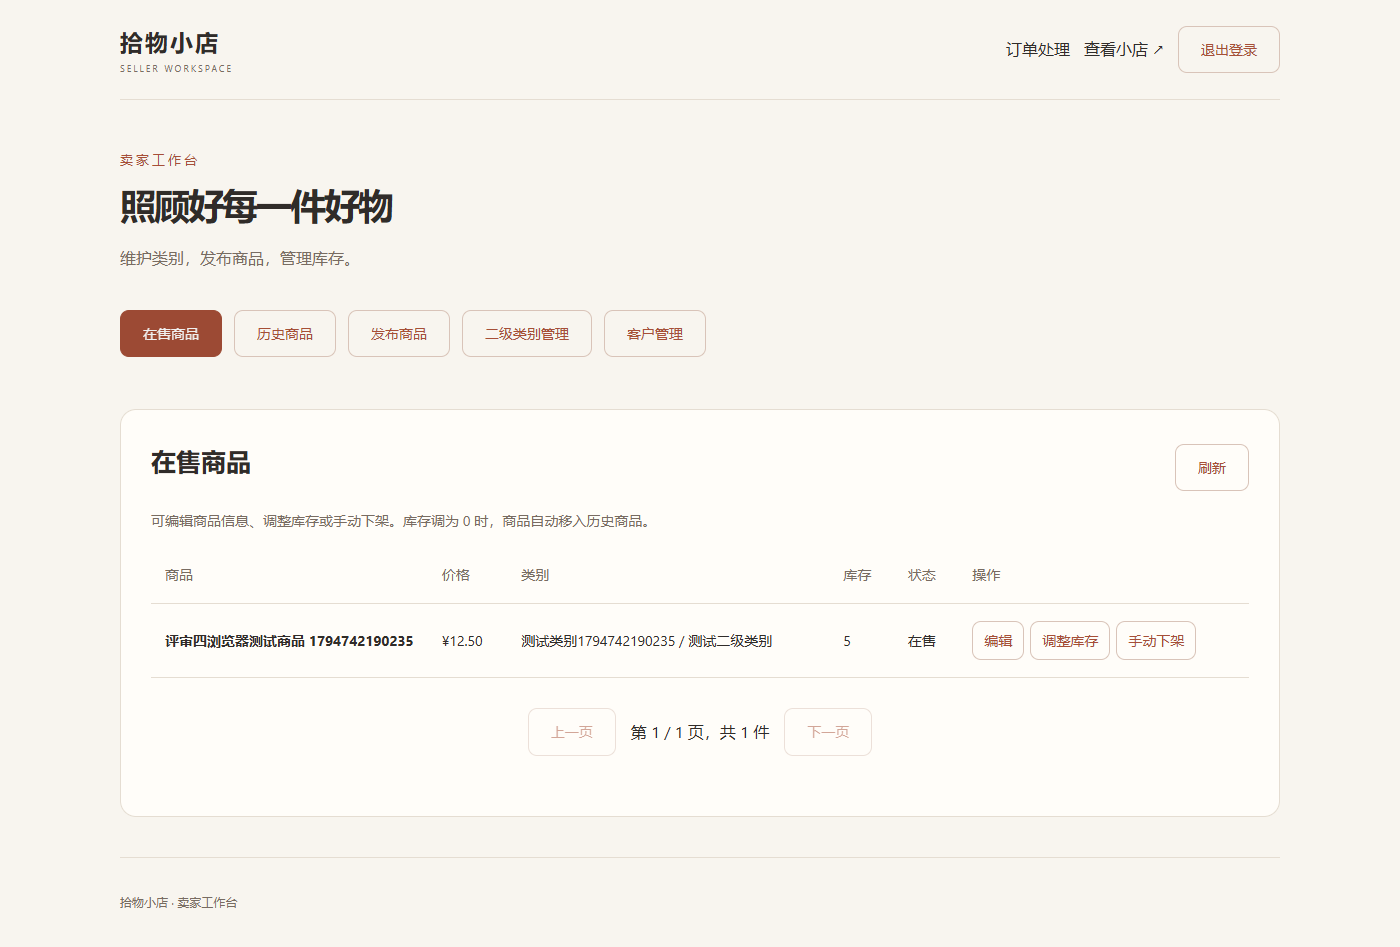 拾物小店
SELLER WORKSPACE
订单处理 查看小店 ↗ 退出登录
卖家工作台
照顾好每一件好物
维护类别，发布商品，管理库存。
在售商品 历史商品 发布商品 二级类别管理 客户管理
在售商品 刷新
可编辑商品信息、调整库存或手动下架。库存调为 0 时，商品自动移入历史商品。
商品 价格 类别 库存 状态 操作
评审四浏览器测试商品 1794742190235 ¥12.50 测试类别1794742190235 / 测试二级类别 5 在售 编辑 调整库存 手动下架
上一页 第 1 / 1 页，共 1 件 下一页
拾物小店 · 卖家工作台